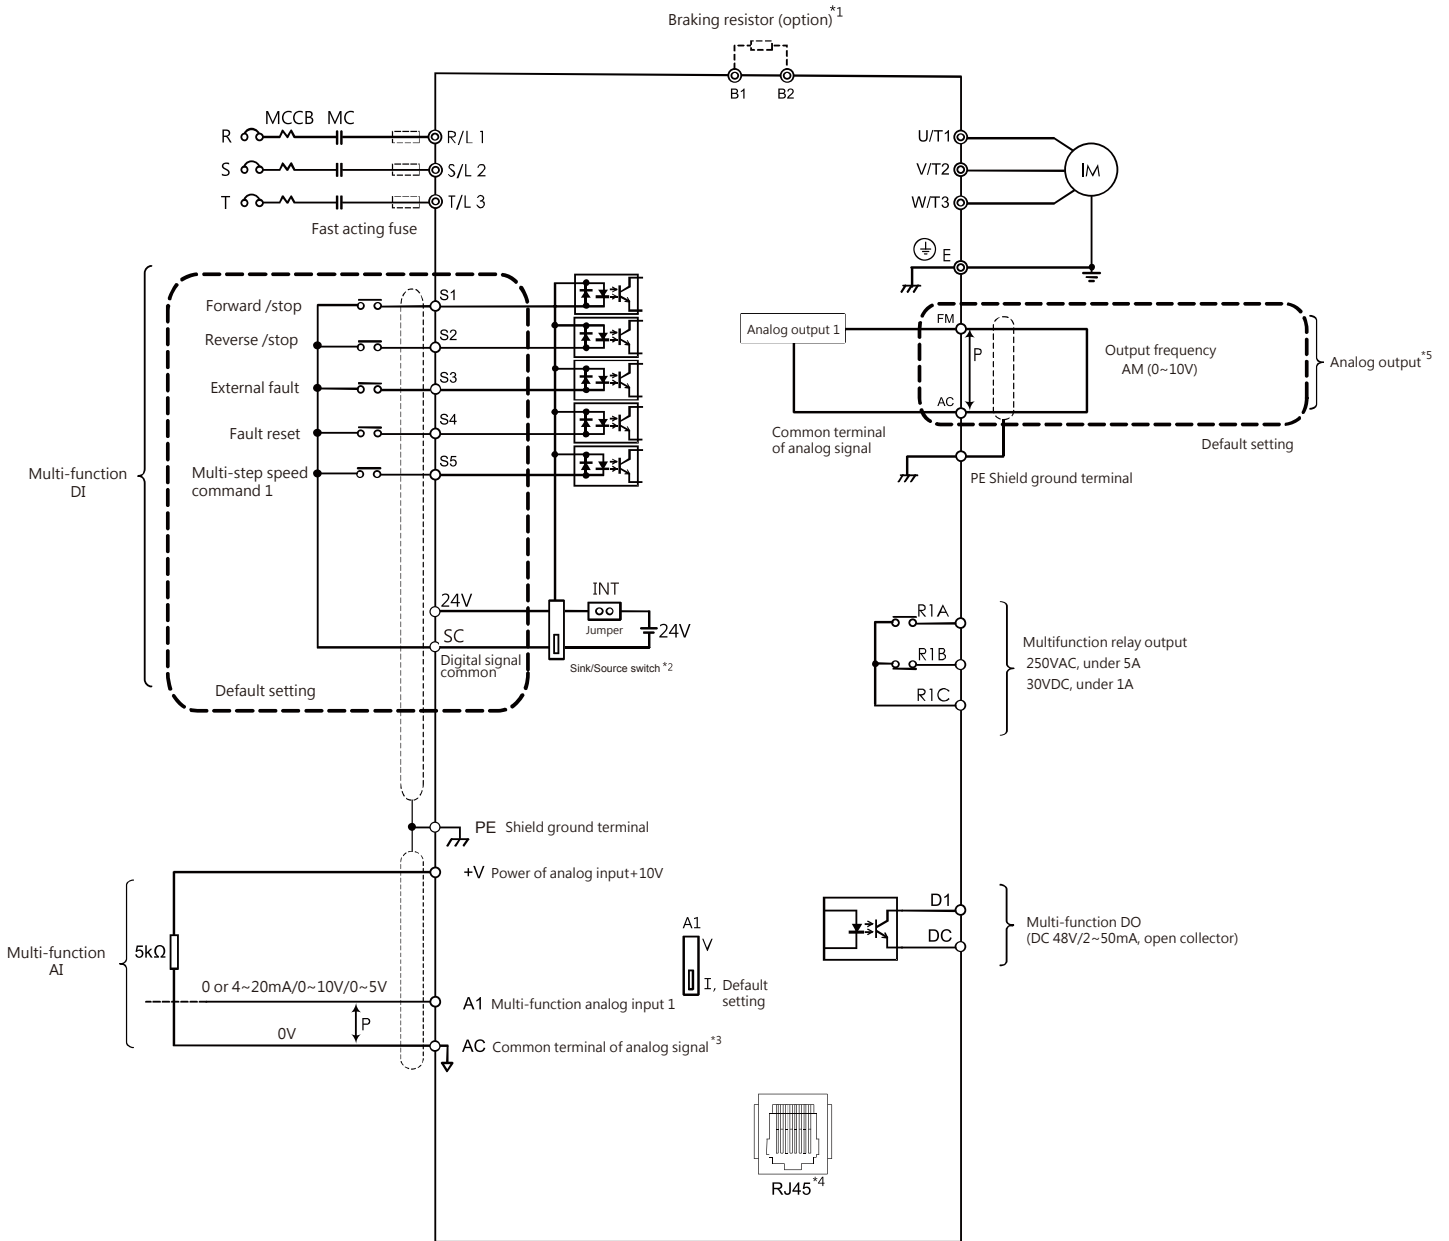 Braking resistor (option)*1
B1 B2
MCCB MC
R R/L 1
S S/L 2
T T/L 3
Fast acting fuse
U/T1
V/T2
W/T3
IM
E
Forward /stop S1
Reverse /stop S2
External fault S3
Fault reset S4
Multi-step speed
command 1
S5
Multi-function
DI
24V
SC
Digital signal
common
INT
Jumper
24V
Sink/Source switch *2
Default setting
Analog output 1
FM
P
AC
Output frequency
AM (0~10V)
Analog output*5
Common terminal
of analog signal
Default setting
PE Shield ground terminal
R1A
R1B
R1C
Multifunction relay output
250VAC, under 5A
30VDC, under 1A
PE Shield ground terminal
+V Power of analog input+10V
Multi-function
AI
5kΩ
0 or 4~20mA/0~10V/0~5V
A1 Multi-function analog input 1
P
0V
AC Common terminal of analog signal*3
A1
V
I, Default
setting
D1
DC
Multi-function DO
(DC 48V/2~50mA, open collector)
RJ45*4